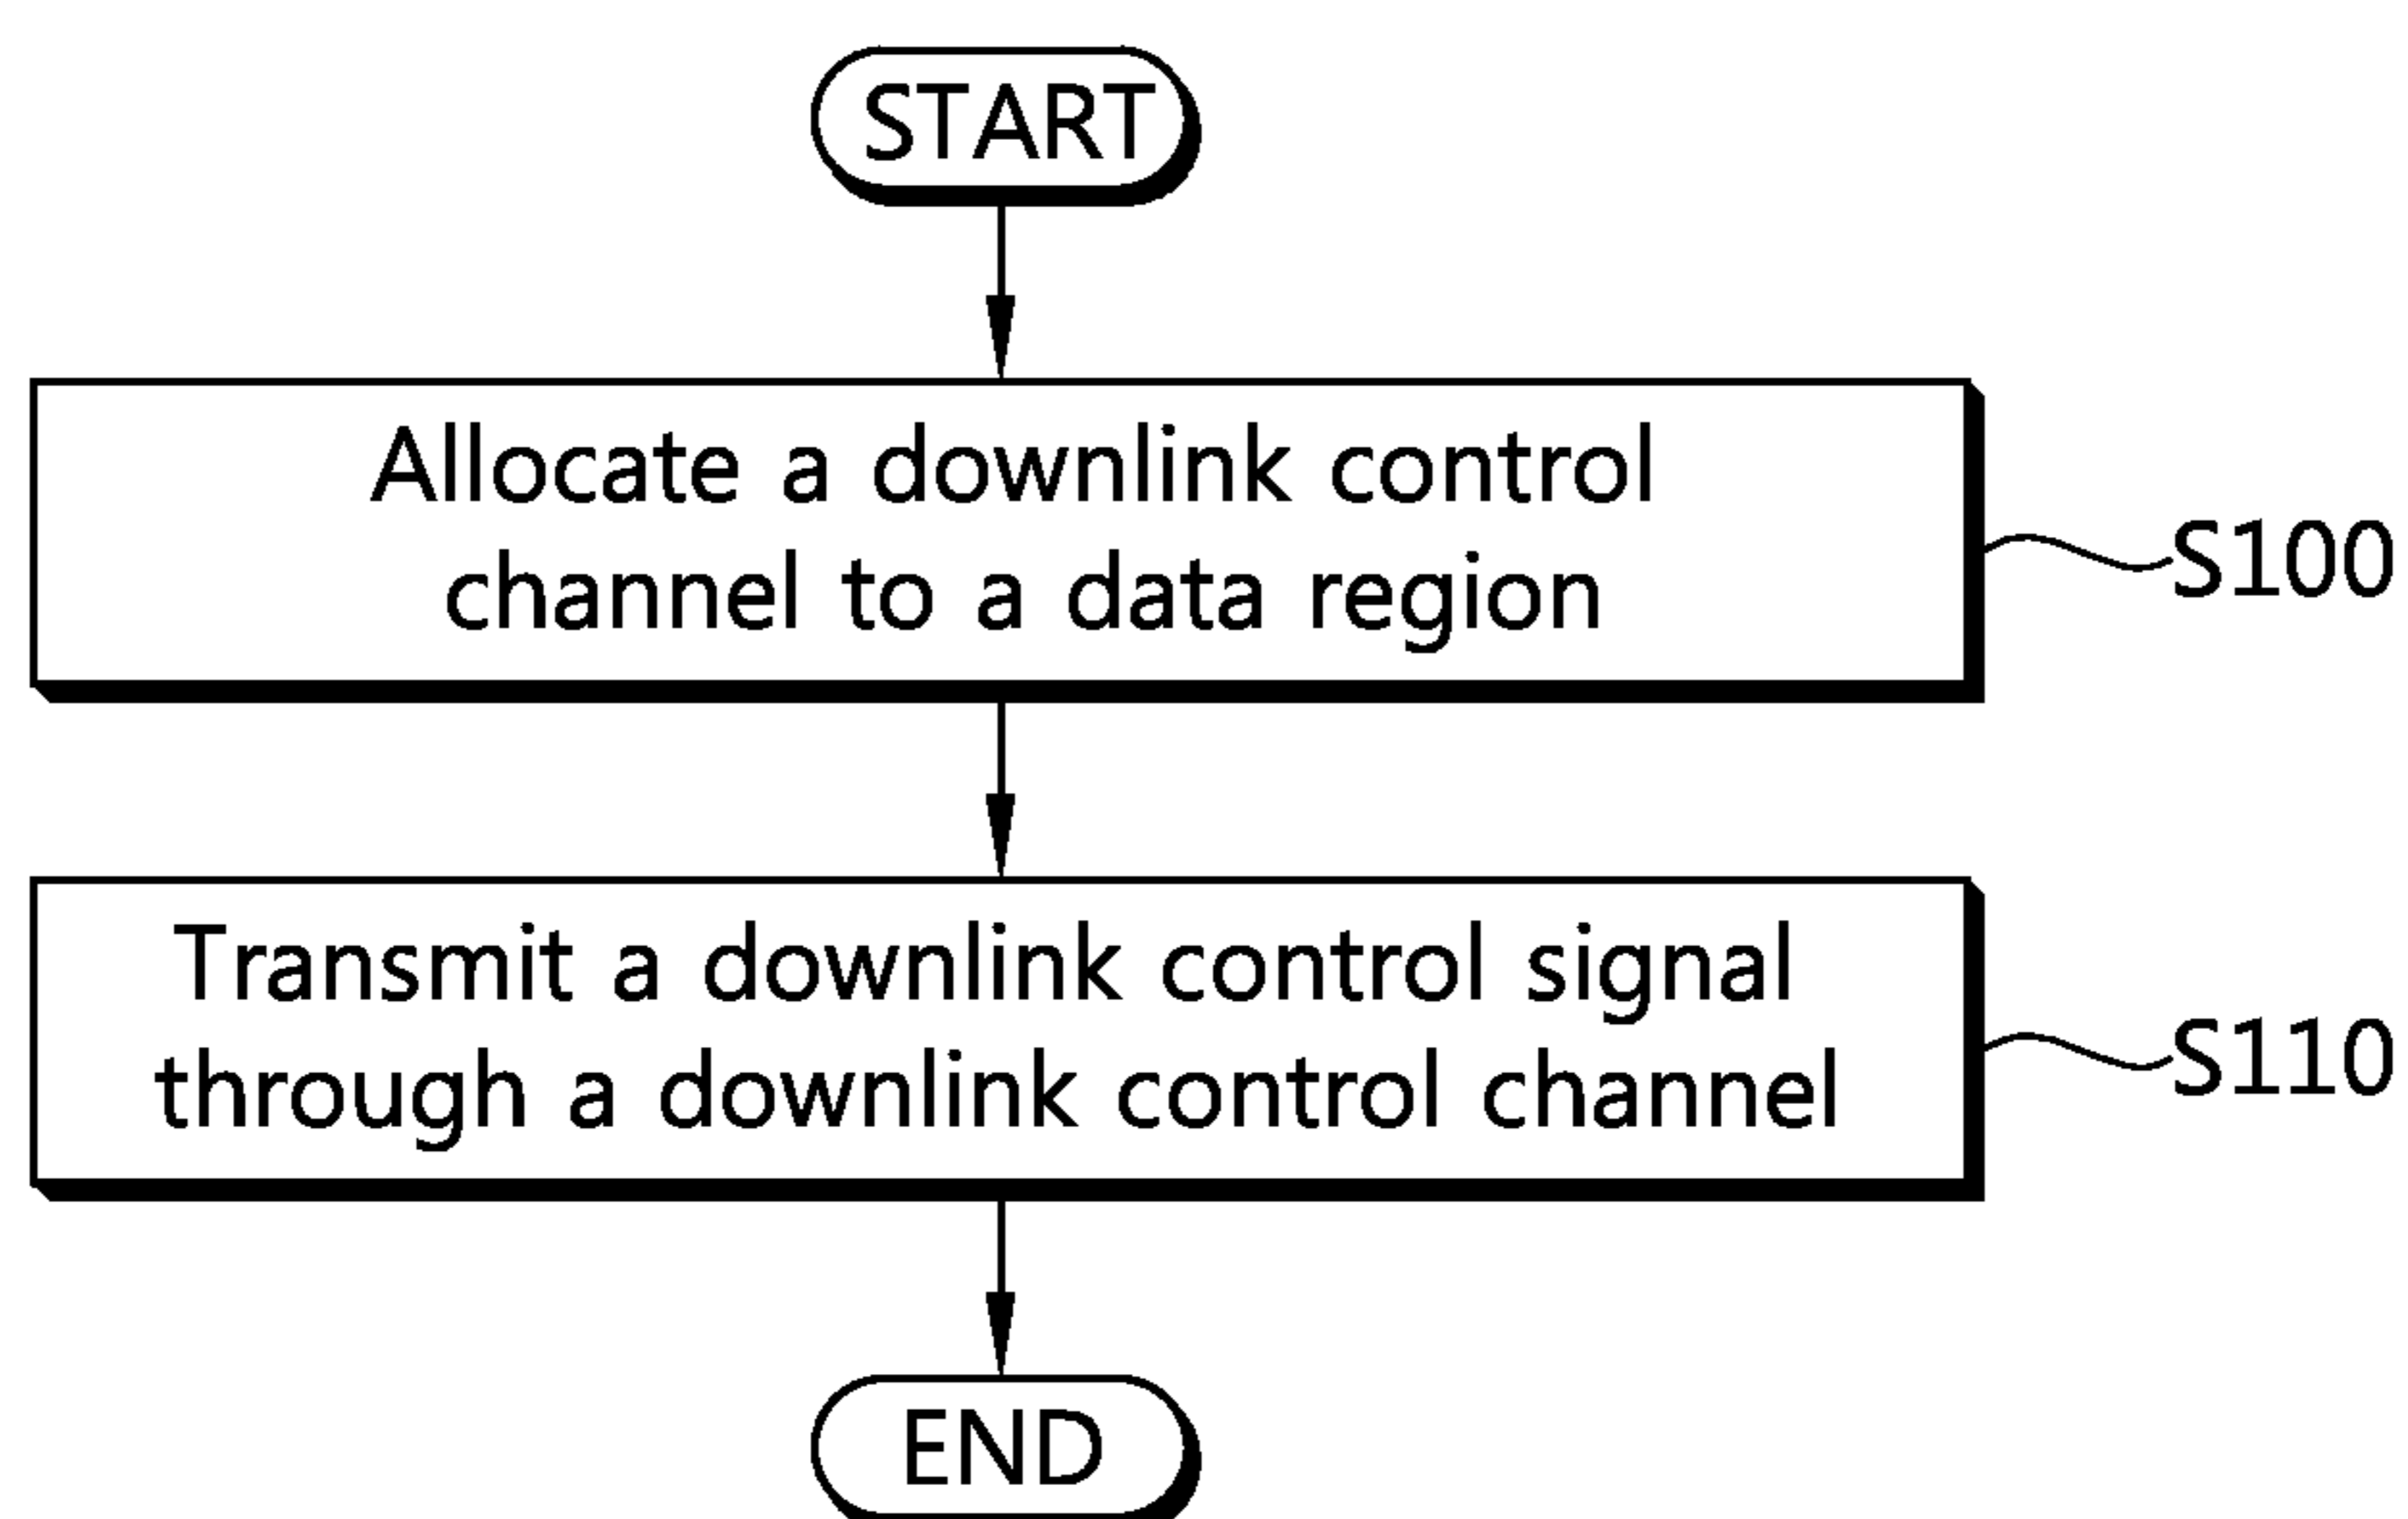 START
Allocate a downlink control
channel to a data region
S100
Transmit a downlink control signal
through a downlink control channel
S110
END